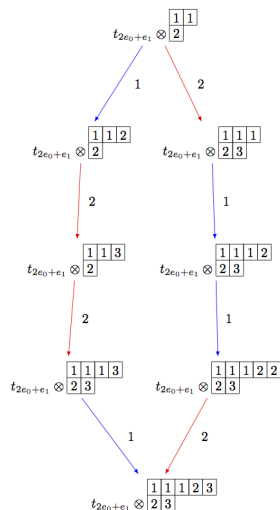 1 1
t_{2e_0+e_1} ⊗ 2
1 2
1 1 2 1 1 1
t_{2e_0+e_1} ⊗ 2 t_{2e_0+e_1} ⊗ 2 3
2 1
1 1 3 1 1 1 2
t_{2e_0+e_1} ⊗ 2 t_{2e_0+e_1} ⊗ 2 3
2 1
1 1 1 3 1 1 1 2 2
t_{2e_0+e_1} ⊗ 2 3 t_{2e_0+e_1} ⊗ 2 3
1 2
1 1 1 2 3
t_{2e_0+e_1} ⊗ 2 3